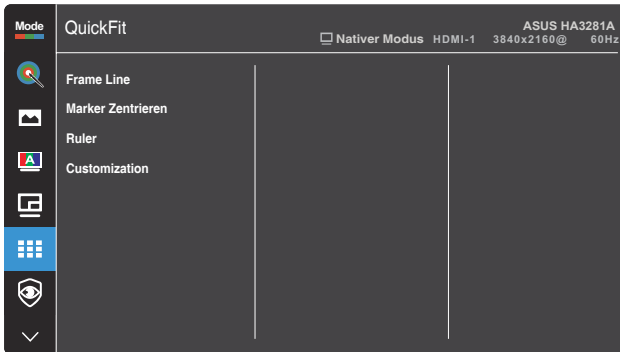 Mode
QuickFit
ASUS HA3281A
Nativer Modus HDMI-1 3840x2160@ 60Hz
Frame Line
Marker Zentrieren
Ruler
Customization
A